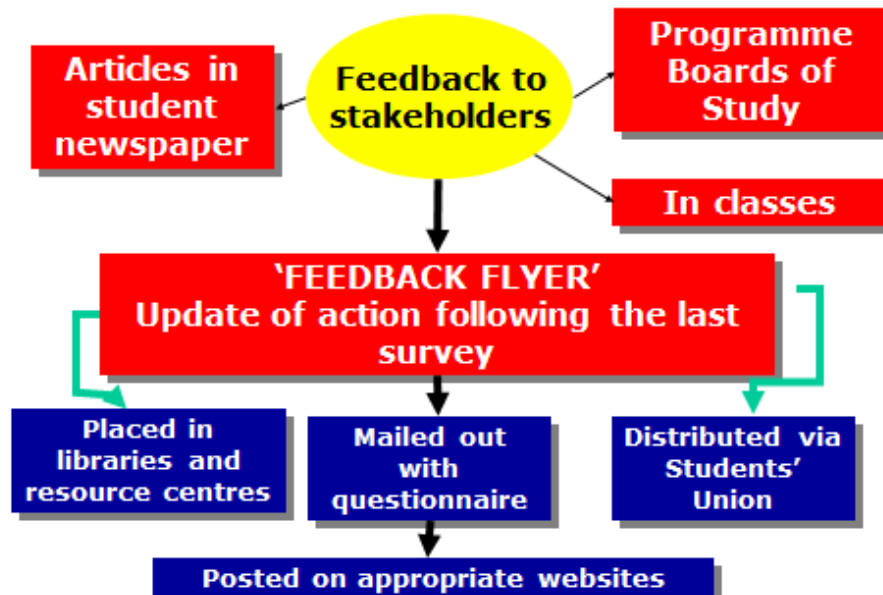 Articles in
student
newspaper
Feedback to
stakeholders
Programme
Boards of
Study
In classes
‘FEEDBACK FLYER’
Update of action following the last
survey
Placed in
libraries and
resource centres
Mailed out
with
questionnaire
Distributed via
Students’
Union
Posted on appropriate websites